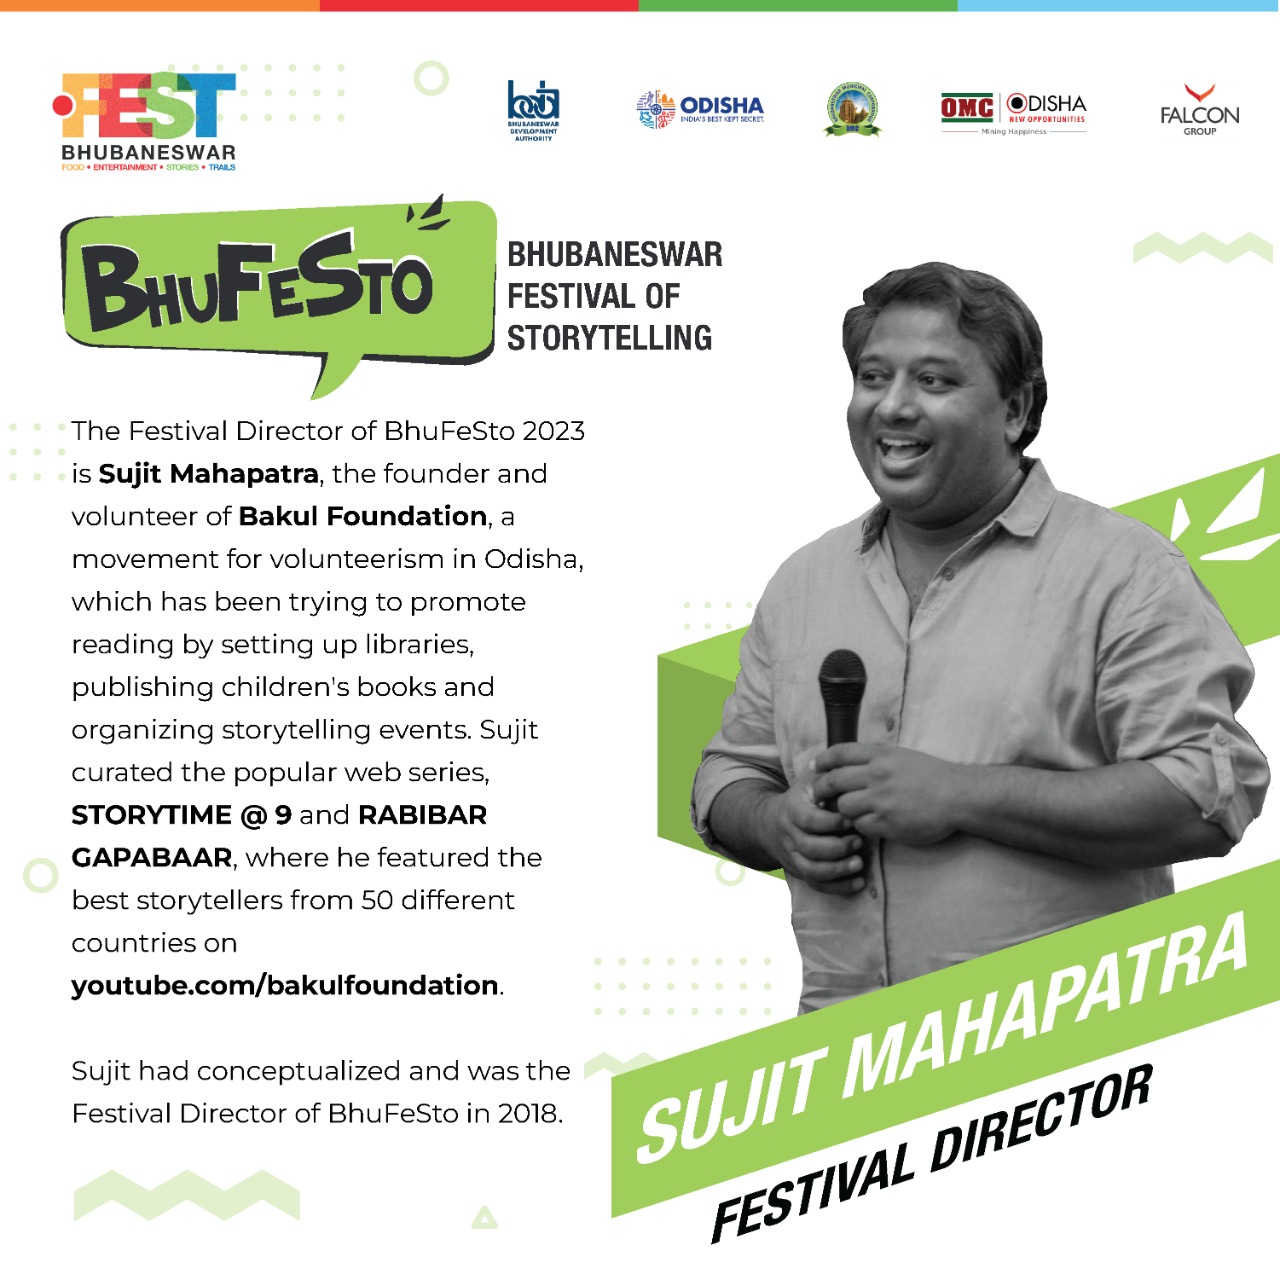 FEST
BHUBANESWAR
FOOD • ENTERTAINMENT • STORIES • TRAILS
bda
BHUBANESWAR
DEVELOPMENT
AUTHORITY
ODISHA
INDIA'S BEST KEPT SECRET
BMC
OMC
ODISHA
NEW OPPORTUNITIES
Mining Happiness
FALCON
GROUP
BHUFESTO
BHUBANESWAR
FESTIVAL OF
STORYTELLING
The Festival Director of BhuFeSto 2023
is Sujit Mahapatra, the founder and
volunteer of Bakul Foundation, a
movement for volunteerism in Odisha,
which has been trying to promote
reading by setting up libraries,
publishing children's books and
organizing storytelling events. Sujit
curated the popular web series,
STORYTIME @ 9 and RABIBAR
GAPABAAR, where he featured the
best storytellers from 50 different
countries on
youtube.com/bakulfoundation.
Sujit had conceptualized and was the
Festival Director of BhuFeSto in 2018.
SUJIT MAHAPATRA
FESTIVAL DIRECTOR